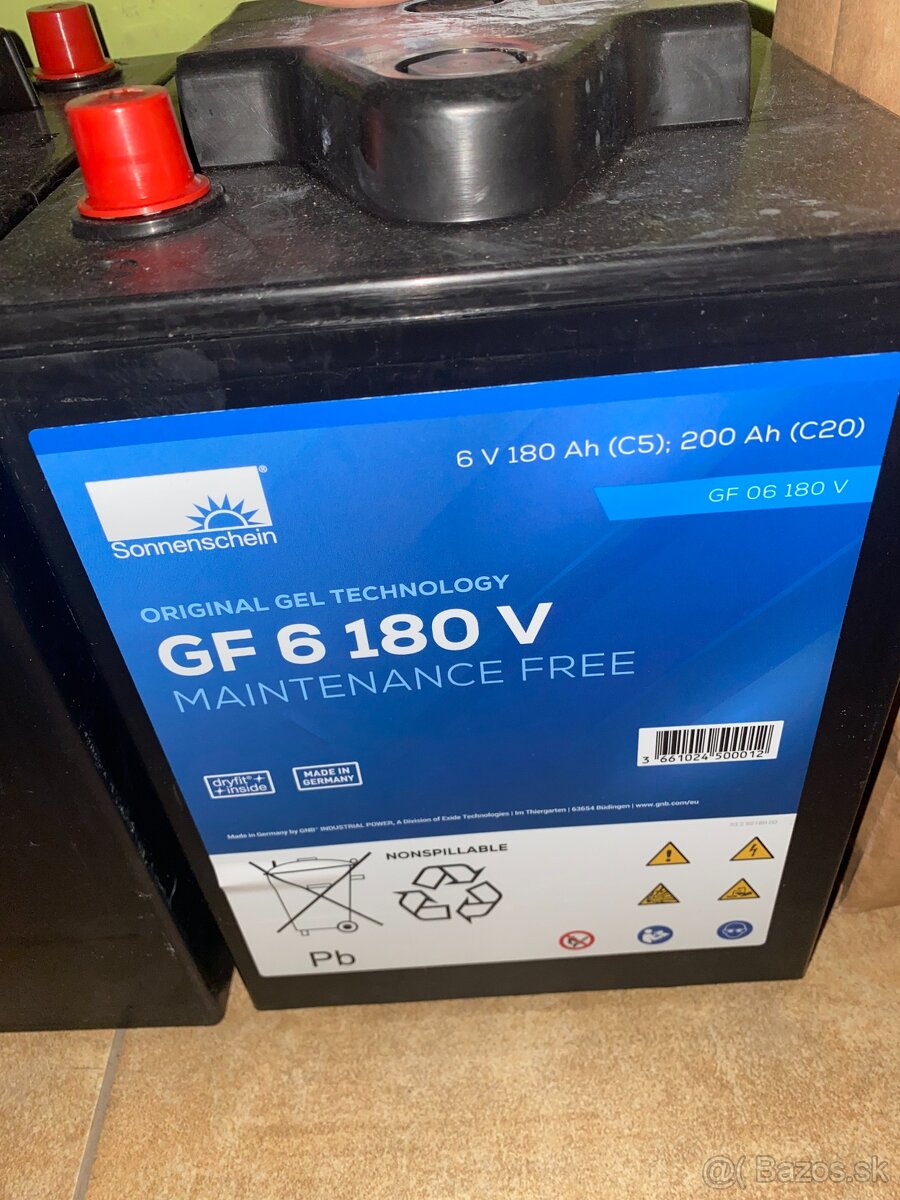 6 V 180 Ah (C5); 200 Ah (C20)
GF 06 180 V
Sonnenschein®
ORIGINAL GEL TECHNOLOGY
GF 6 180 V
MAINTENANCE FREE
3 661024 500012
dryfit®
inside
MADE IN
GERMANY
Made in Germany by GNB® INDUSTRIAL POWER, A Division of Exide Technologies | Im Thiergarten | 63654 Büdingen | www.gnb.com/eu
NONSPILLABLE
Pb
@( Bazos.sk